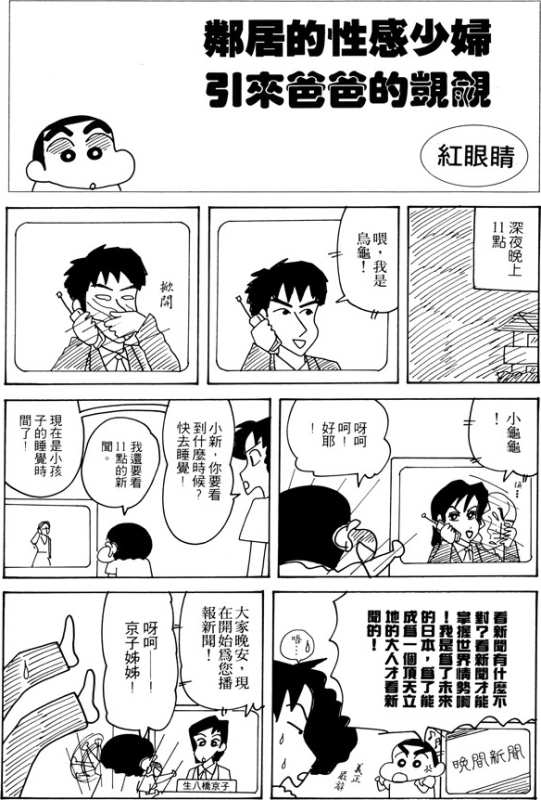 鄰居的性感少婦
引來爸爸的覬覦
紅眼睛
深夜晚上
11點
喂，我是
烏龜！
掀開
小龜龜
！
呀呵
呵！
好耶
！
小新，你要看
到什麼時候？
快去睡覺！
我還要看
11點的新
聞。
現在是小孩
子的睡覺時
間了！
看新聞有什麼不
對？看新聞才能
掌握世界情勢啊
！我是為了未來
的日本，為了能
成為一個頂天立
地的大人才看新
聞的！
晚間新聞
唔…
義正
嚴辭
大家晚安，現
在開始為您播
報新聞！
呀呵　！
京子姊姊！
生八橋京子